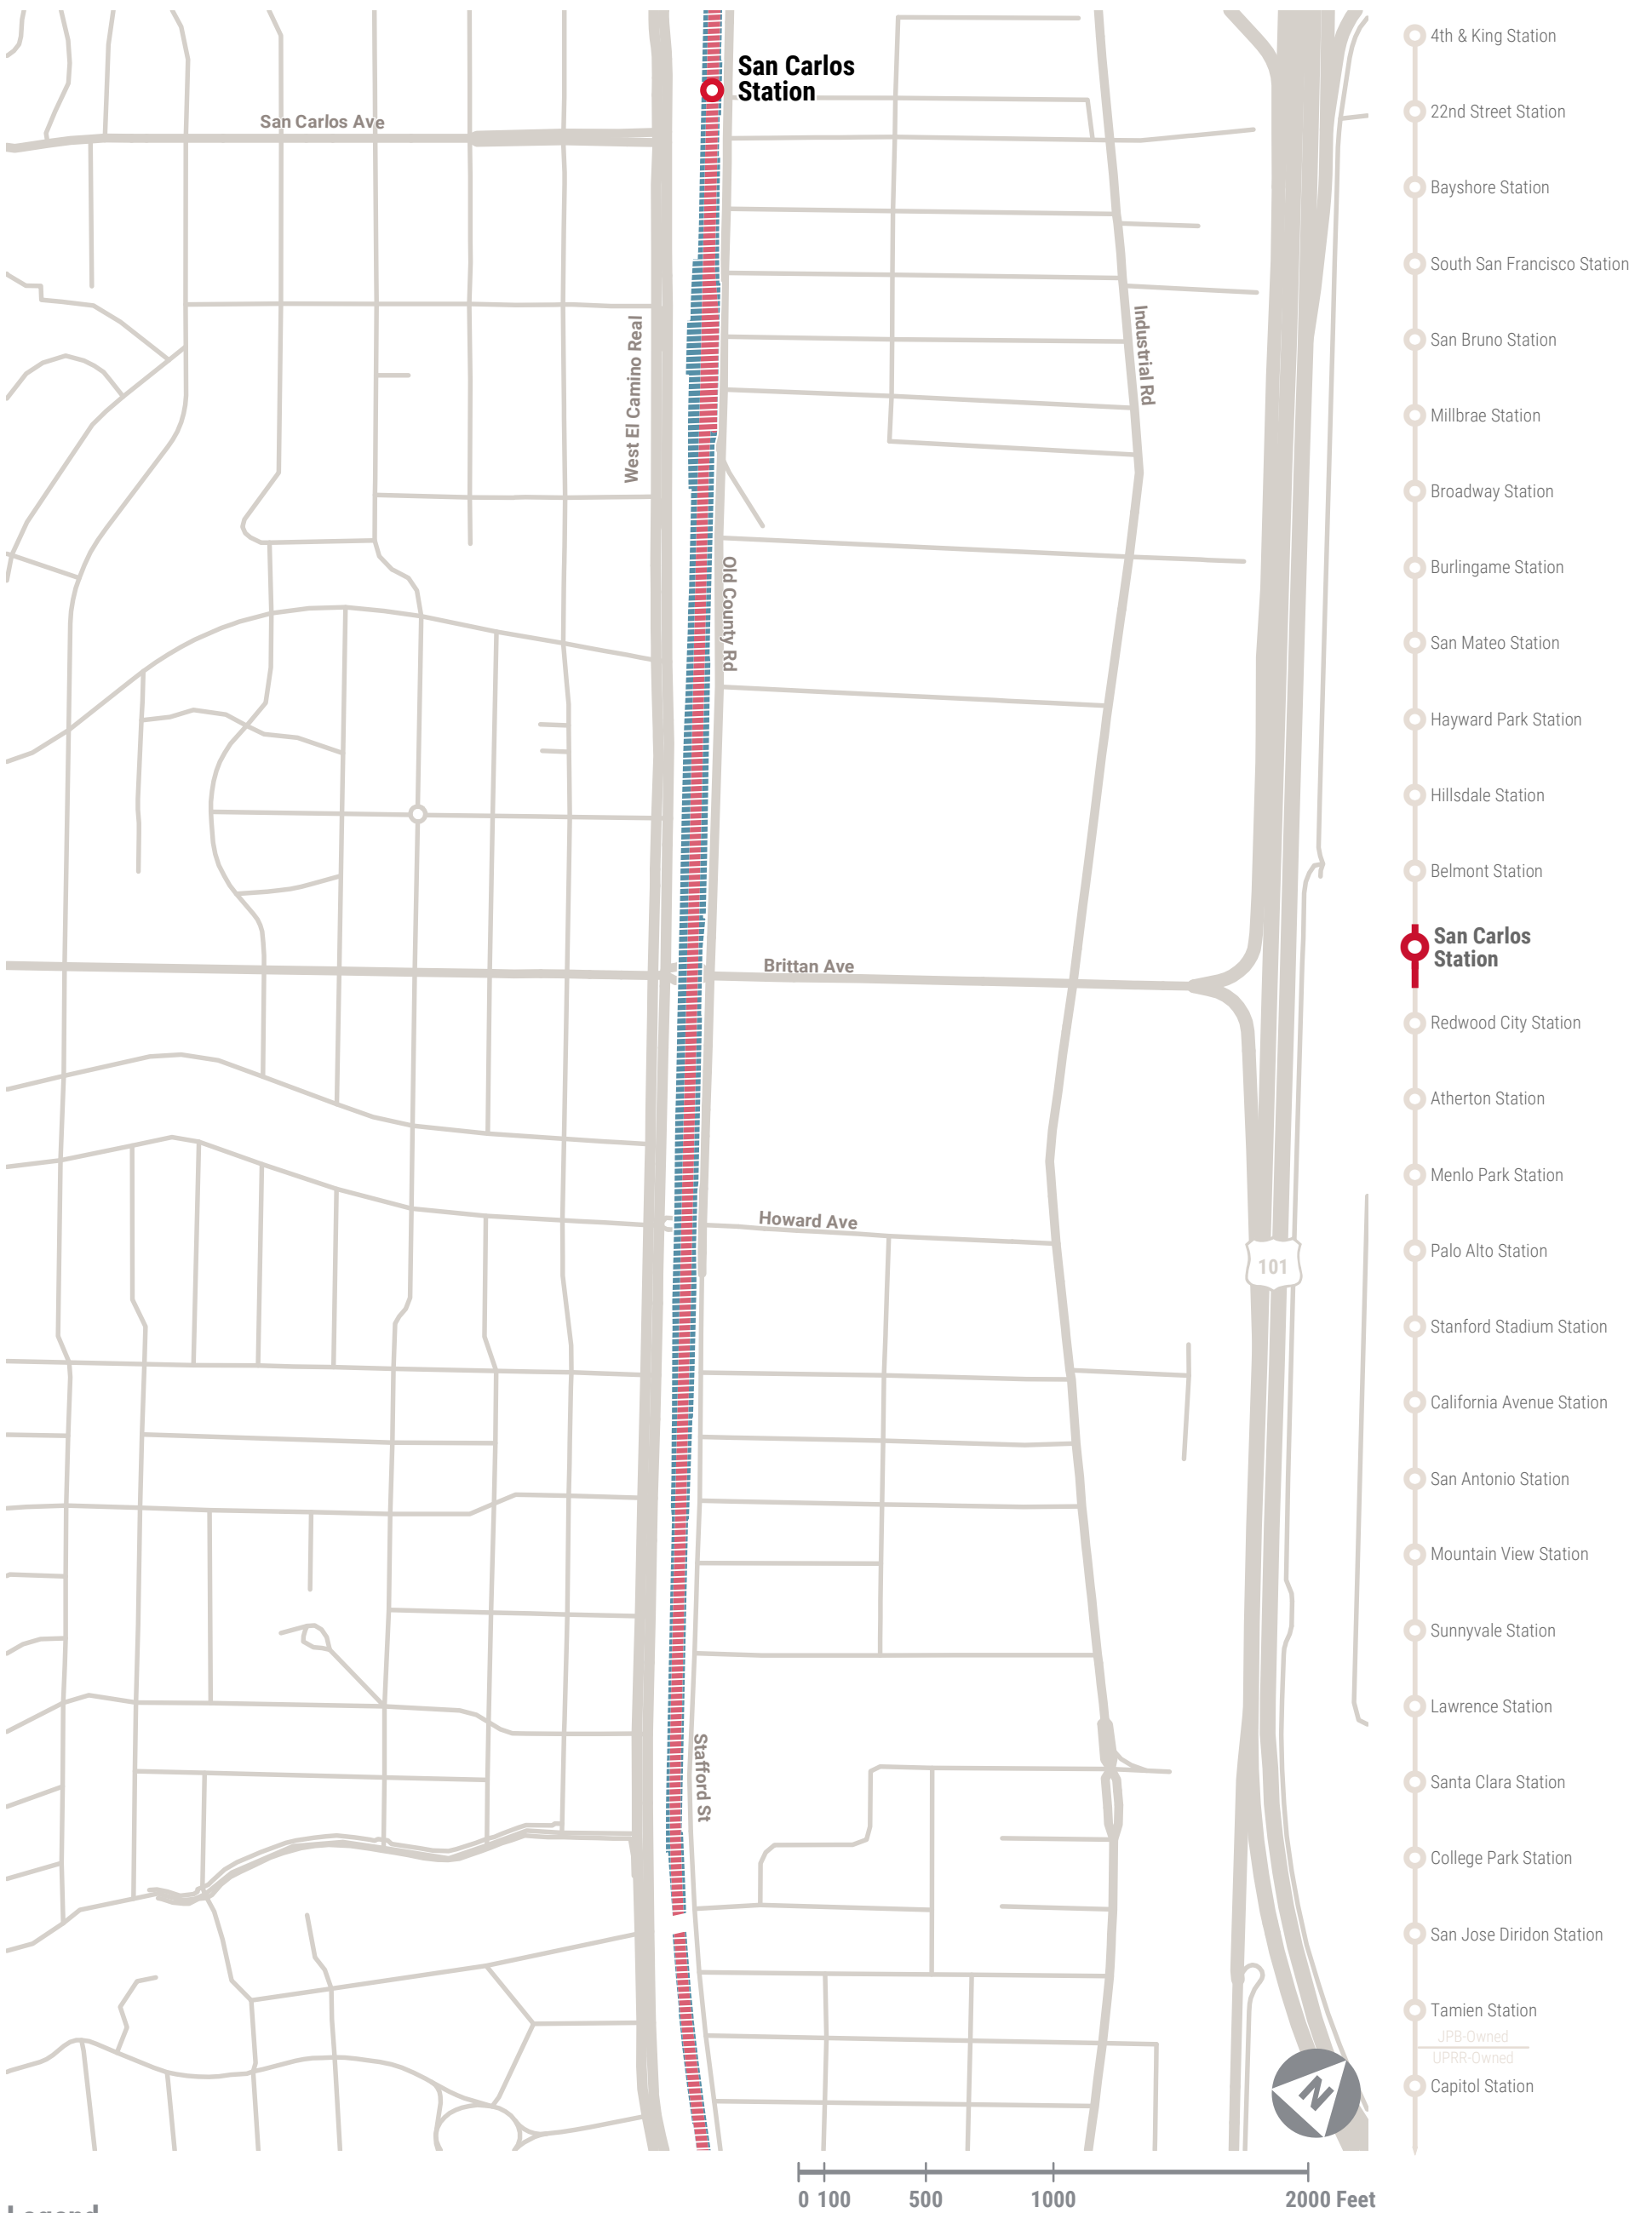 San Carlos
Station
San Carlos Ave
West El Camino Real
Industrial Rd
Old County Rd
Brittan Ave
Howard Ave
101
Stafford St
N
0 100 500 1000 2000 Feet
4th & King Station
22nd Street Station
Bayshore Station
South San Francisco Station
San Bruno Station
Millbrae Station
Broadway Station
Burlingame Station
San Mateo Station
Hayward Park Station
Hillsdale Station
Belmont Station
San Carlos
Station
Redwood City Station
Atherton Station
Menlo Park Station
Palo Alto Station
Stanford Stadium Station
California Avenue Station
San Antonio Station
Mountain View Station
Sunnyvale Station
Lawrence Station
Santa Clara Station
College Park Station
San Jose Diridon Station
Tamien Station
JPB-Owned
UPRR-Owned
Capitol Station